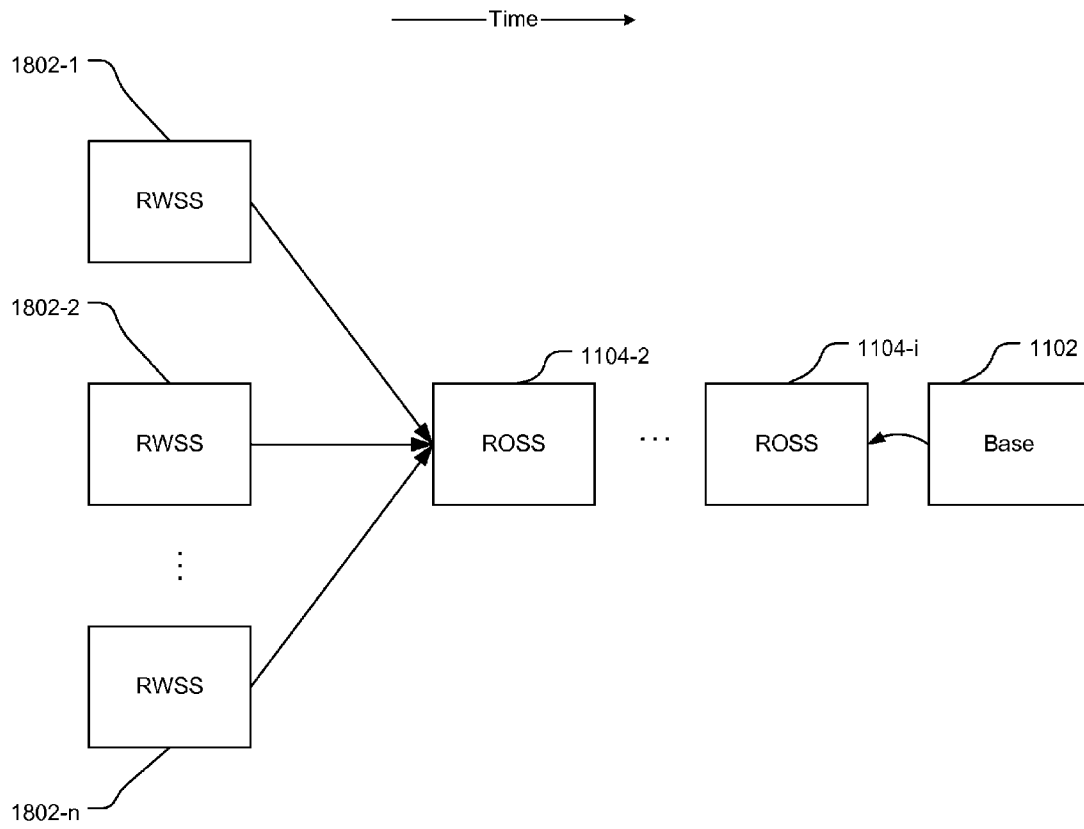 Time
1802-1
RWSS
1802-2
1104-2
1104-i
1102
RWSS
ROSS
...
ROSS
Base
...
RWSS
1802-n